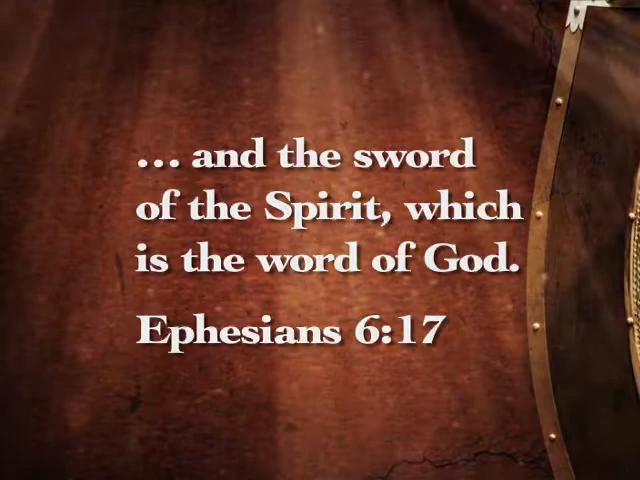 ... and the sword
of the Spirit, which
is the word of God.
Ephesians 6:17